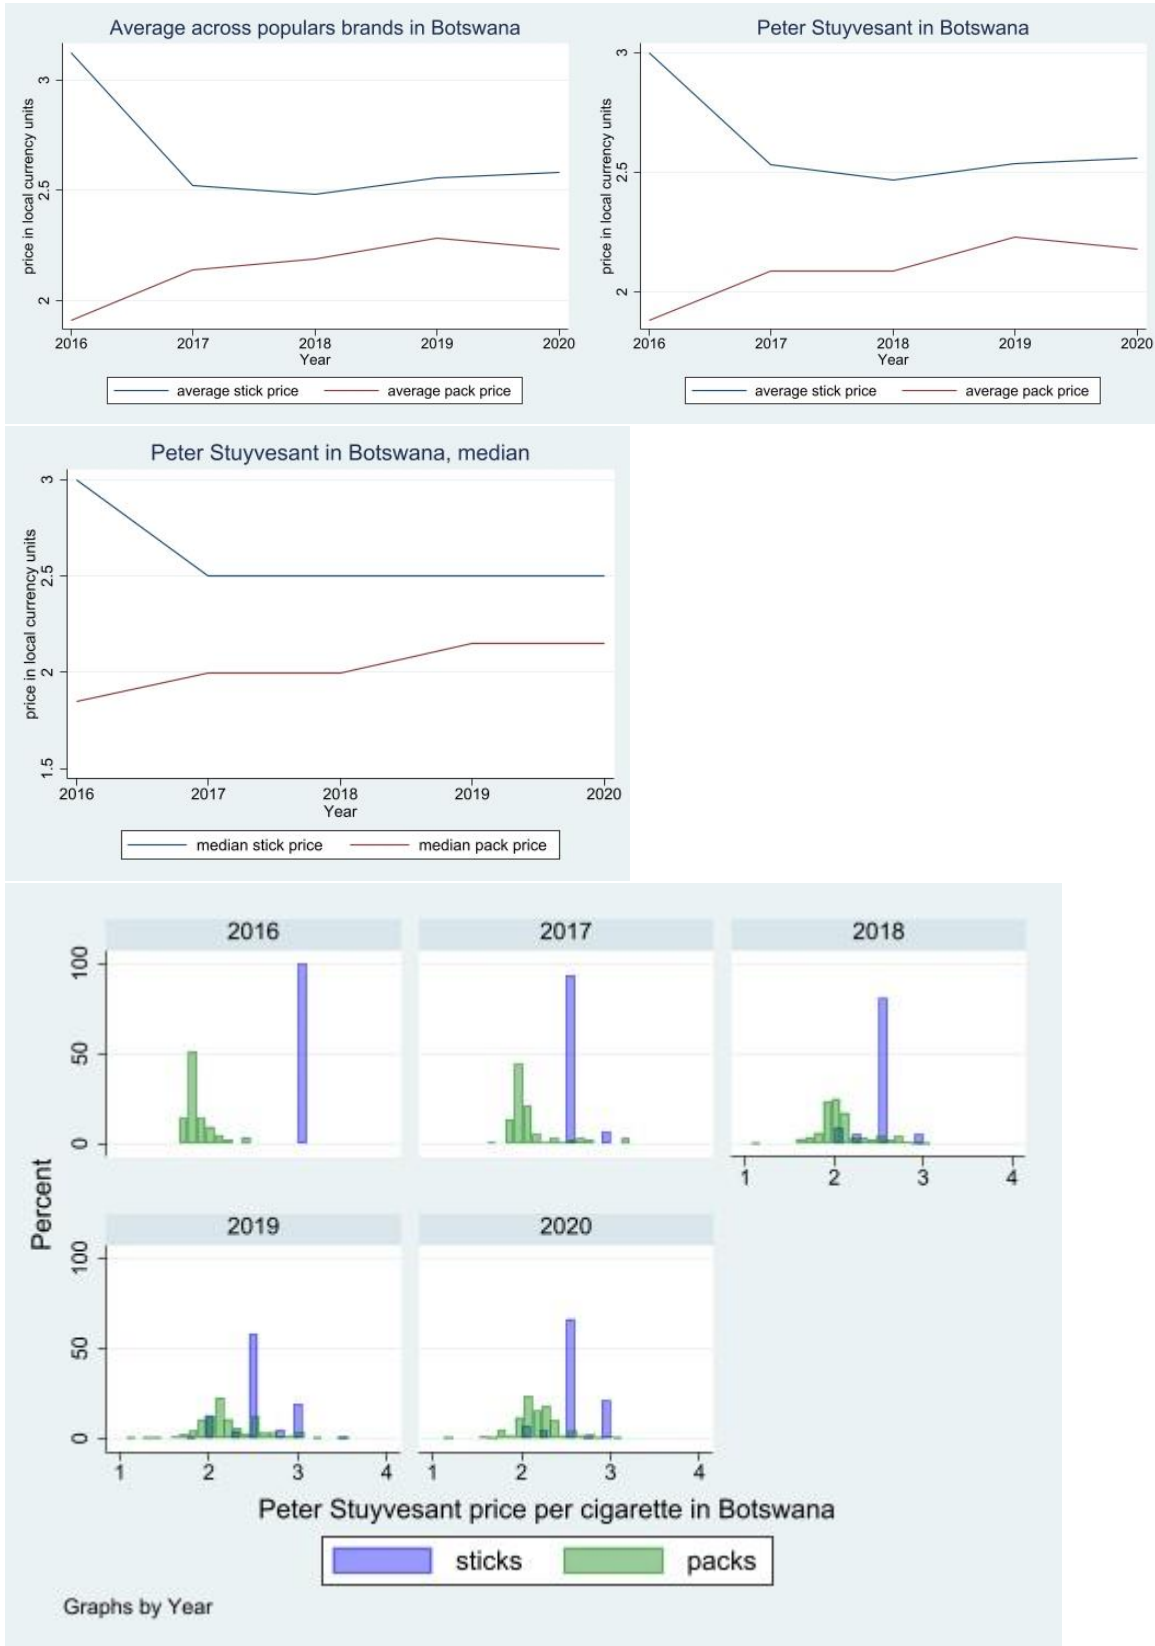 Average across populars brands in Botswana
price in local currency units
3
2.5
2
2016 2017 2018 2019 2020
Year
average stick price average pack price
Peter Stuyvesant in Botswana
price in local currency units
3
2.5
2
2016 2017 2018 2019 2020
Year
average stick price average pack price
Peter Stuyvesant in Botswana, median
price in local currency units
3
2.5
2
1.5
2016 2017 2018 2019 2020
Year
median stick price median pack price
2016 2017 2018
100
50
0
1 2 3 4
Percent
2019 2020
100
50
0
1 2 3 4 1 2 3 4
Peter Stuyvesant price per cigarette in Botswana
sticks packs
Graphs by Year